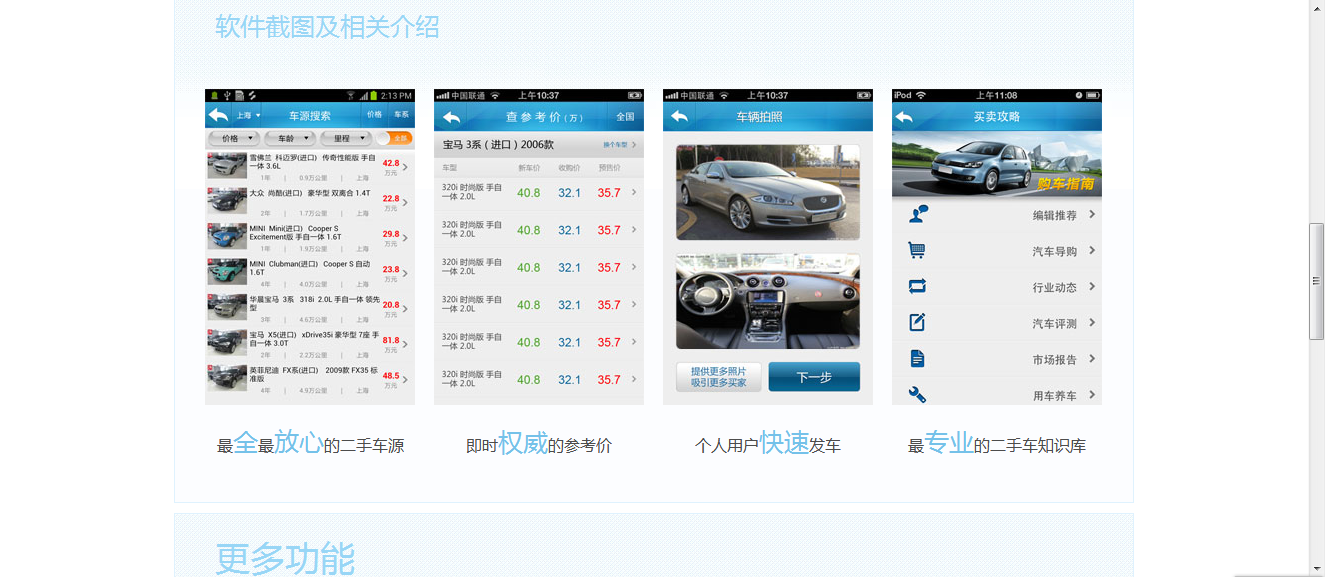 软件截图及相关介绍
2:13 PM
上海 车源搜索 价格 车系
价格 车龄 里程 全部
雪佛兰 科迈罗(进口) 传奇性能版 手自一体 3.6L
42.8
万元
1年 | 0.9万公里 | 上海
大众 尚酷(进口) 豪华型 双离合 1.4T
22.8
万元
2年 | 1.7万公里 | 上海
MINI Mini(进口) Cooper S
Excitement版 手自一体 1.6T
29.8
万元
1年 | 1.9万公里 | 上海
MINI Clubman(进口) Cooper S 自动
1.6T
23.8
万元
4年 | 4.0万公里 | 上海
华晨宝马 3系 318i 2.0L 手自一体 领先
型
20.8
万元
3年 | 4.6万公里 | 上海
宝马 X5(进口) xDrive35i 豪华型 7座 手
自一体 3.0T
81.8
万元
2年 | 2.2万公里 | 上海
英菲尼迪 FX系(进口) 2009款 FX35 标
准版
48.5
万元
4年 | 4.9万公里 | 上海
最全最放心的二手车源
中国联通 上午10:37
查参考价(万) 全国
宝马 3系 ( 进口 ) 2006款 换个车型
车型 新车价 收购价 预售价
320i 时尚版 手自
一体 2.0L
40.8 32.1 35.7
320i 时尚版 手自
一体 2.0L
40.8 32.1 35.7
320i 时尚版 手自
一体 2.0L
40.8 32.1 35.7
320i 时尚版 手自
一体 2.0L
40.8 32.1 35.7
320i 时尚版 手自
一体 2.0L
40.8 32.1 35.7
320i 时尚版 手自
一体 2.0L
40.8 32.1 35.7
即时权威的参考价
中国联通 上午10:37
车辆拍照
提供更多照片
吸引更多买家
下一步
个人用户快速发车
iPod 上午11:08
买卖攻略
购车指南
编辑推荐
汽车导购
行业动态
汽车评测
市场报告
用车养车
最专业的二手车知识库
更多功能